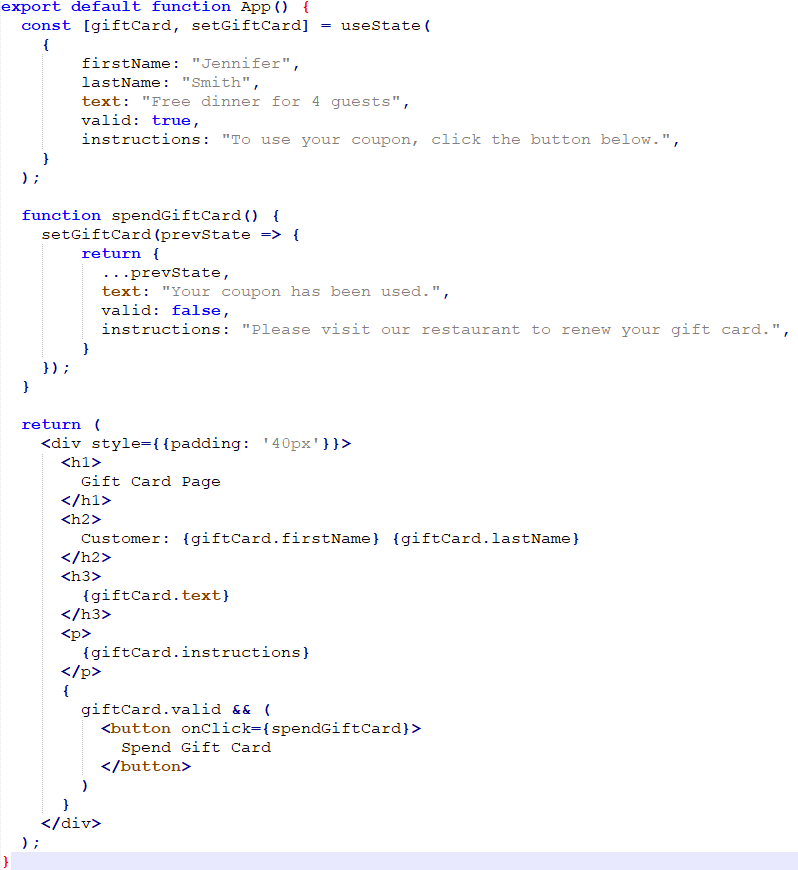 export default function App() {
  const [giftCard, setGiftCard] = useState(
    {
        firstName: "Jennifer",
        lastName: "Smith",
        text: "Free dinner for 4 guests",
        valid: true,
        instructions: "To use your coupon, click the button below.",
    }
  );

  function spendGiftCard() {
    setGiftCard(prevState => {
        return {
          ...prevState,
          text: "Your coupon has been used.",
          valid: false,
          instructions: "Please visit our restaurant to renew your gift card.",
        }
    });
  }

  return (
    <div style={{padding: '40px'}}>
      <h1>
        Gift Card Page
      </h1>
      <h2>
        Customer: {giftCard.firstName} {giftCard.lastName}
      </h2>
      <h3>
        {giftCard.text}
      </h3>
      <p>
        {giftCard.instructions}
      </p>
      {
        giftCard.valid && (
          <button onClick={spendGiftCard}>
            Spend Gift Card
          </button>
        )
      }
    </div>
  );
}